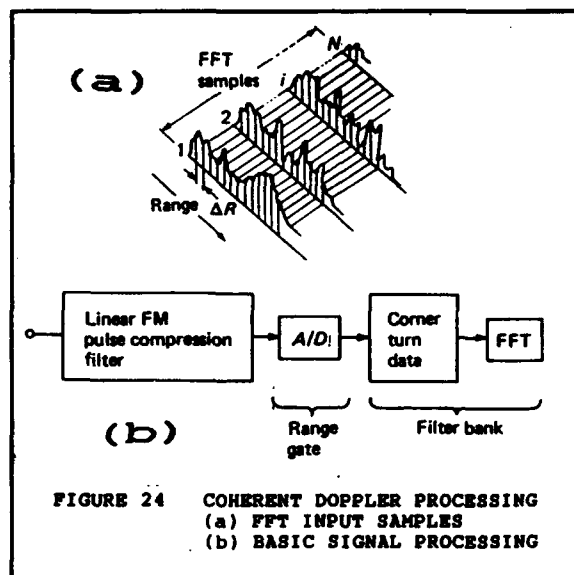 (a)
FFT
samples
N
i
2
1
Range
ΔR
Linear FM
pulse compression
filter
A/D
Corner
turn
data
FFT
Range
gate
Filter bank
(b)
FIGURE 24 COHERENT DOPPLER PROCESSING
(a) FFT INPUT SAMPLES
(b) BASIC SIGNAL PROCESSING